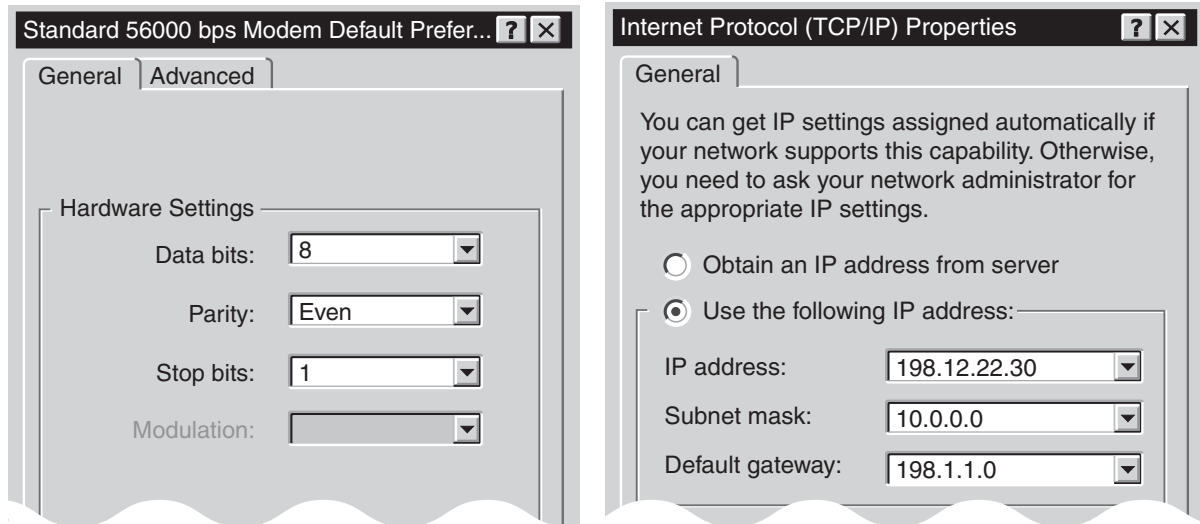 Standard 56000 bps Modem Default Prefer... ? ×
General Advanced
Hardware Settings
Data bits: 8
Parity: Even
Stop bits: 1
Modulation:
Internet Protocol (TCP/IP) Properties ? ×
General
You can get IP settings assigned automatically if
your network supports this capability. Otherwise,
you need to ask your network administrator for
the appropriate IP settings.
Obtain an IP address from server
Use the following IP address:
IP address: 198.12.22.30
Subnet mask: 10.0.0.0
Default gateway: 198.1.1.0